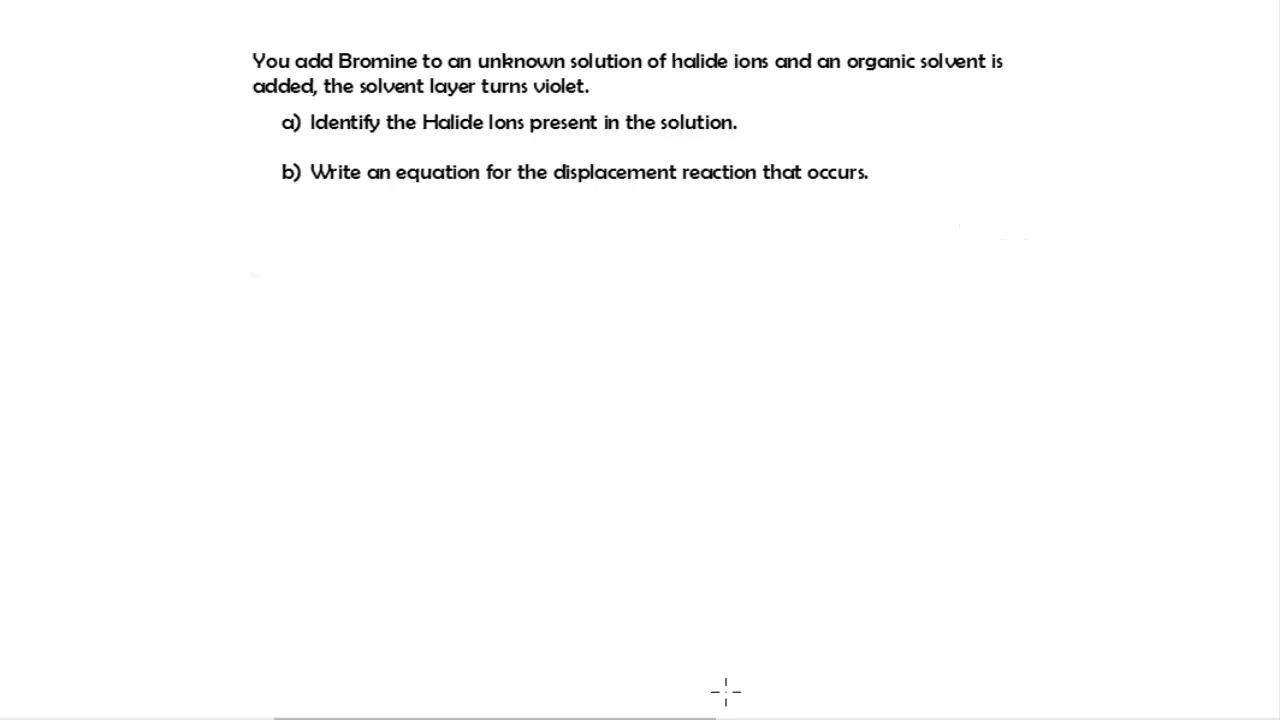 You add Bromine to an unknown solution of halide ions and an organic solvent is
added, the solvent layer turns violet.
a) Identify the Halide Ions present in the solution.
b) Write an equation for the displacement reaction that occurs.